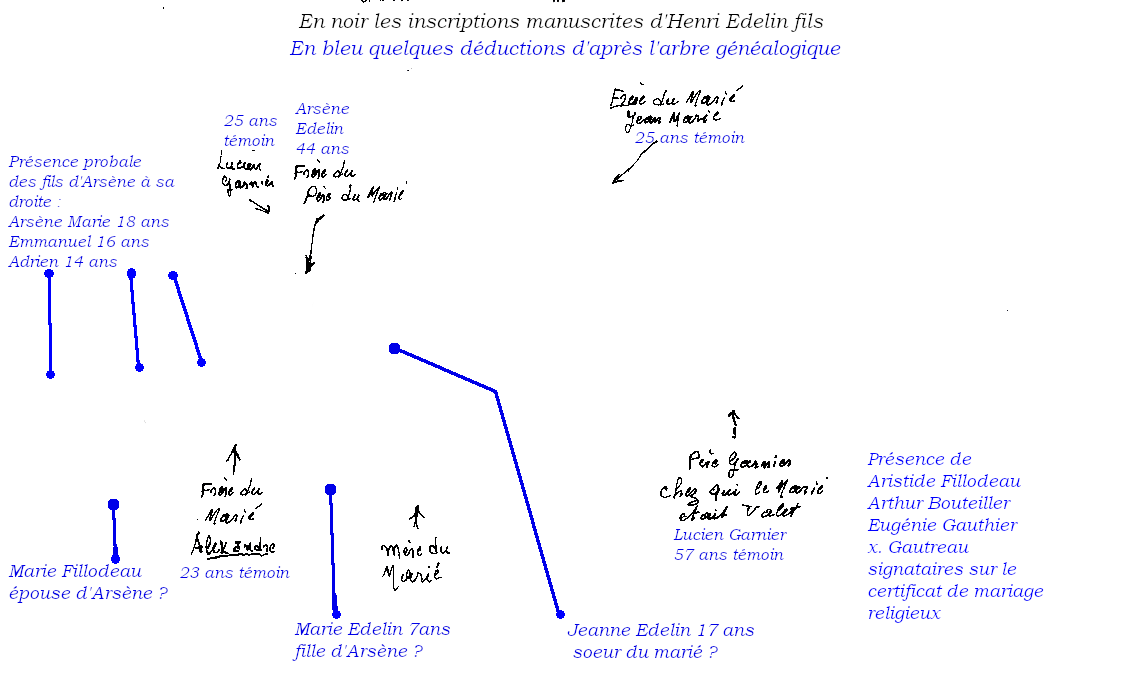 En noir les inscriptions manuscrites d'Henri Edelin fils
En bleu quelques déductions d'après l'arbre généalogique
25 ans
témoin
Lucien
Garnier
Arsène
Edelin
44 ans
Frère du
Père du Marié
Frère du Marié
Jean Marie
25 ans témoin
Présence probale
des fils d'Arsène à sa
droite :
Arsène Marie 18 ans
Emmanuel 16 ans
Adrien 14 ans
Frère du
Marié
Alexandre
23 ans témoin
Mère du
Marié
Père Garnier
chez qui le Marié
était Valet
Lucien Garnier
57 ans témoin
Présence de
Aristide Fillodeau
Arthur Bouteiller
Eugénie Gauthier
x. Gautreau
signataires sur le
certificat de mariage
religieux
Marie Fillodeau
épouse d'Arsène ?
Marie Edelin 7ans
fille d'Arsène ?
Jeanne Edelin 17 ans
soeur du marié ?